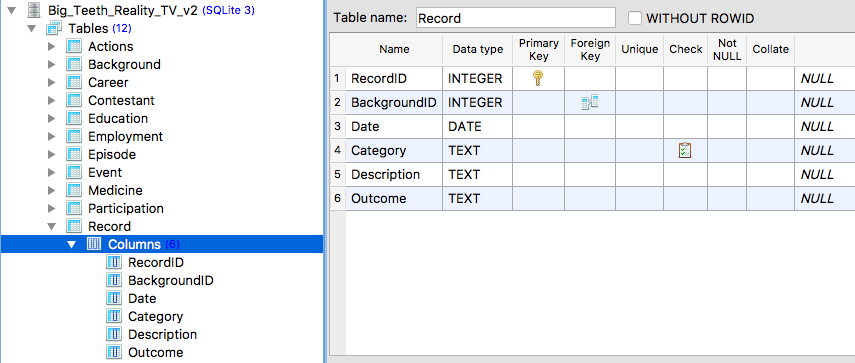 Big_Teeth_Reality_TV_v2 (SQLite 3)
Tables (12)
Actions
Background
Career
Contestant
Education
Employment
Episode
Event
Medicine
Participation
Record
Columns (6)
RecordID
BackgroundID
Date
Category
Description
Outcome
Table name: Record WITHOUT ROWID
Name Data type Primary Key Foreign Key Unique Check Not NULL Collate
1 RecordID INTEGER NULL
2 BackgroundID INTEGER NULL
3 Date DATE NULL
4 Category TEXT NULL
5 Description TEXT NULL
6 Outcome TEXT NULL